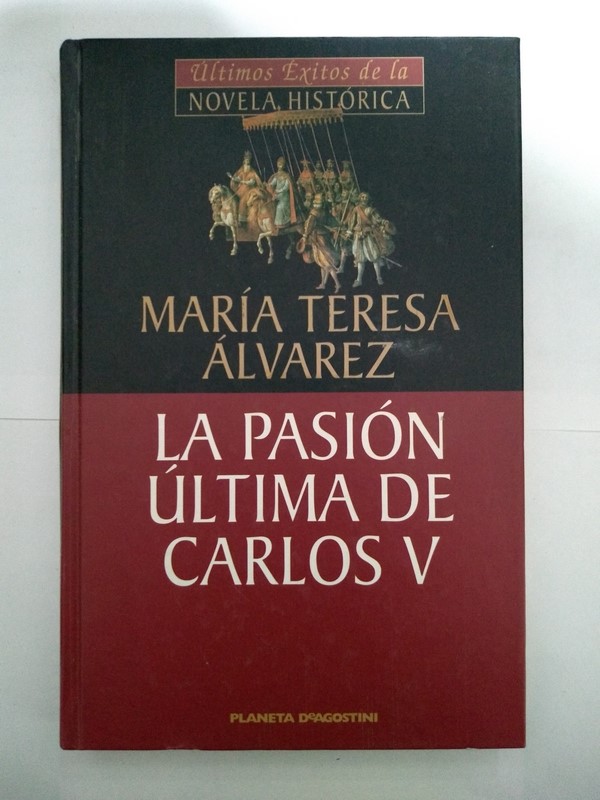 Últimos Éxitos de la
NOVELA HISTÓRICA
MARÍA TERESA
ÁLVAREZ
LA PASIÓN
ÚLTIMA DE
CARLOS V
PLANETA DeAGOSTINI